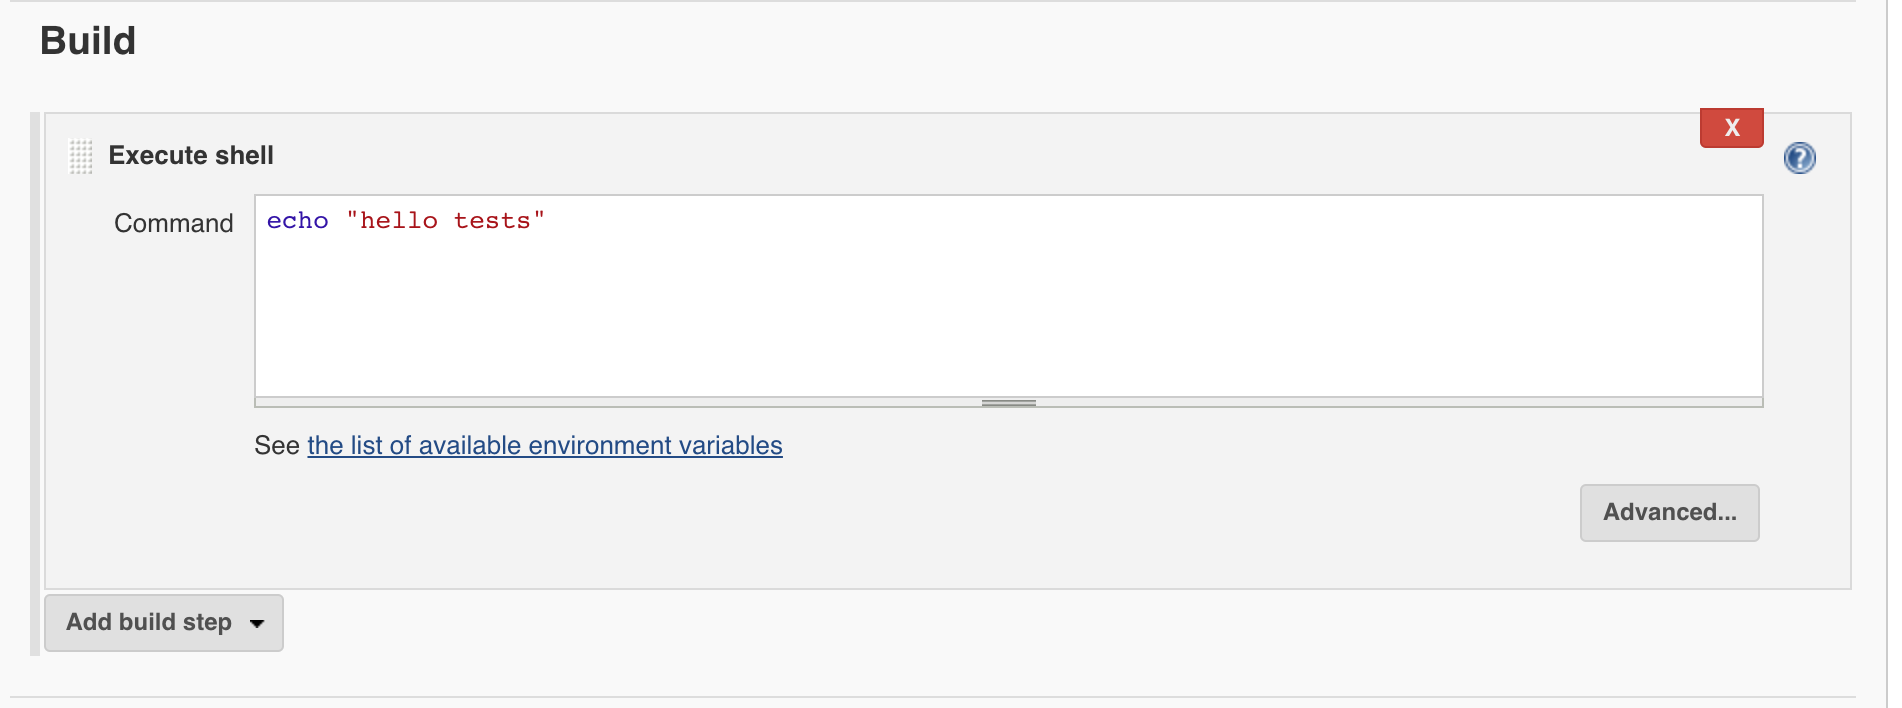 Build
X
Execute shell
?
Command
echo "hello tests"
See the list of available environment variables
Advanced...
Add build step